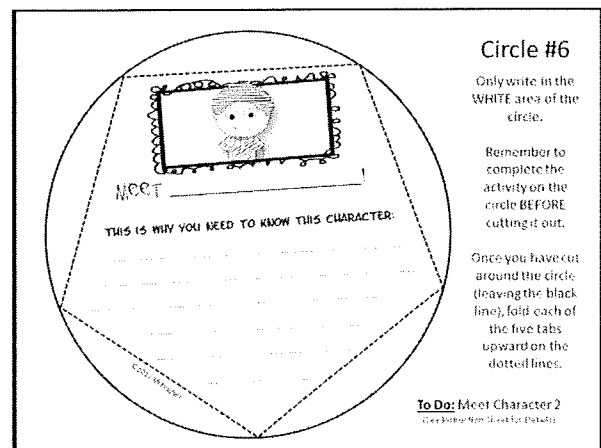 Circle #6
Only write in the
WHITE area of the
circle.
Remember to
complete the
activity on the
circle BEFORE
cutting it out.
Once you have cut
around the circle
(leaving the black
line), fold each of
the five tabs
upward on the
dotted lines.
To Do: Meet Character 2
MEET
THIS IS WHY YOU NEED TO KNOW THIS CHARACTER: